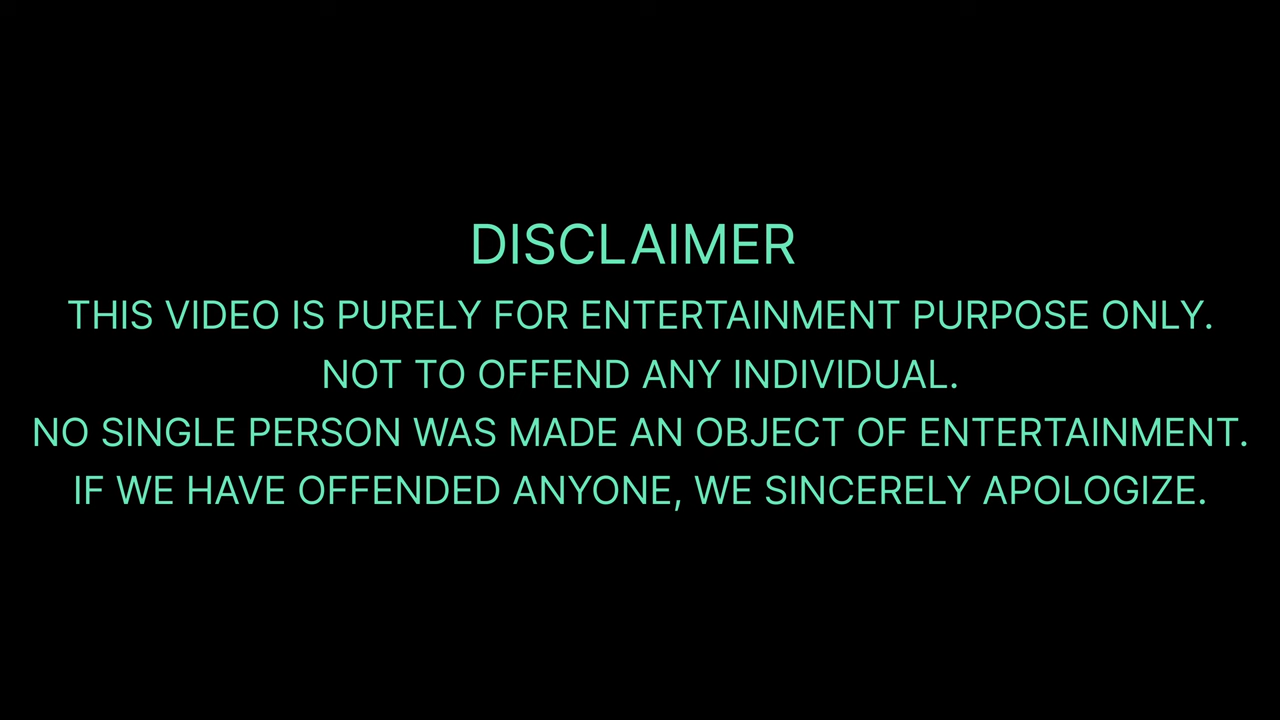 DISCLAIMER
THIS VIDEO IS PURELY FOR ENTERTAINMENT PURPOSE ONLY.
NOT TO OFFEND ANY INDIVIDUAL.
NO SINGLE PERSON WAS MADE AN OBJECT OF ENTERTAINMENT.
IF WE HAVE OFFENDED ANYONE, WE SINCERELY APOLOGIZE.